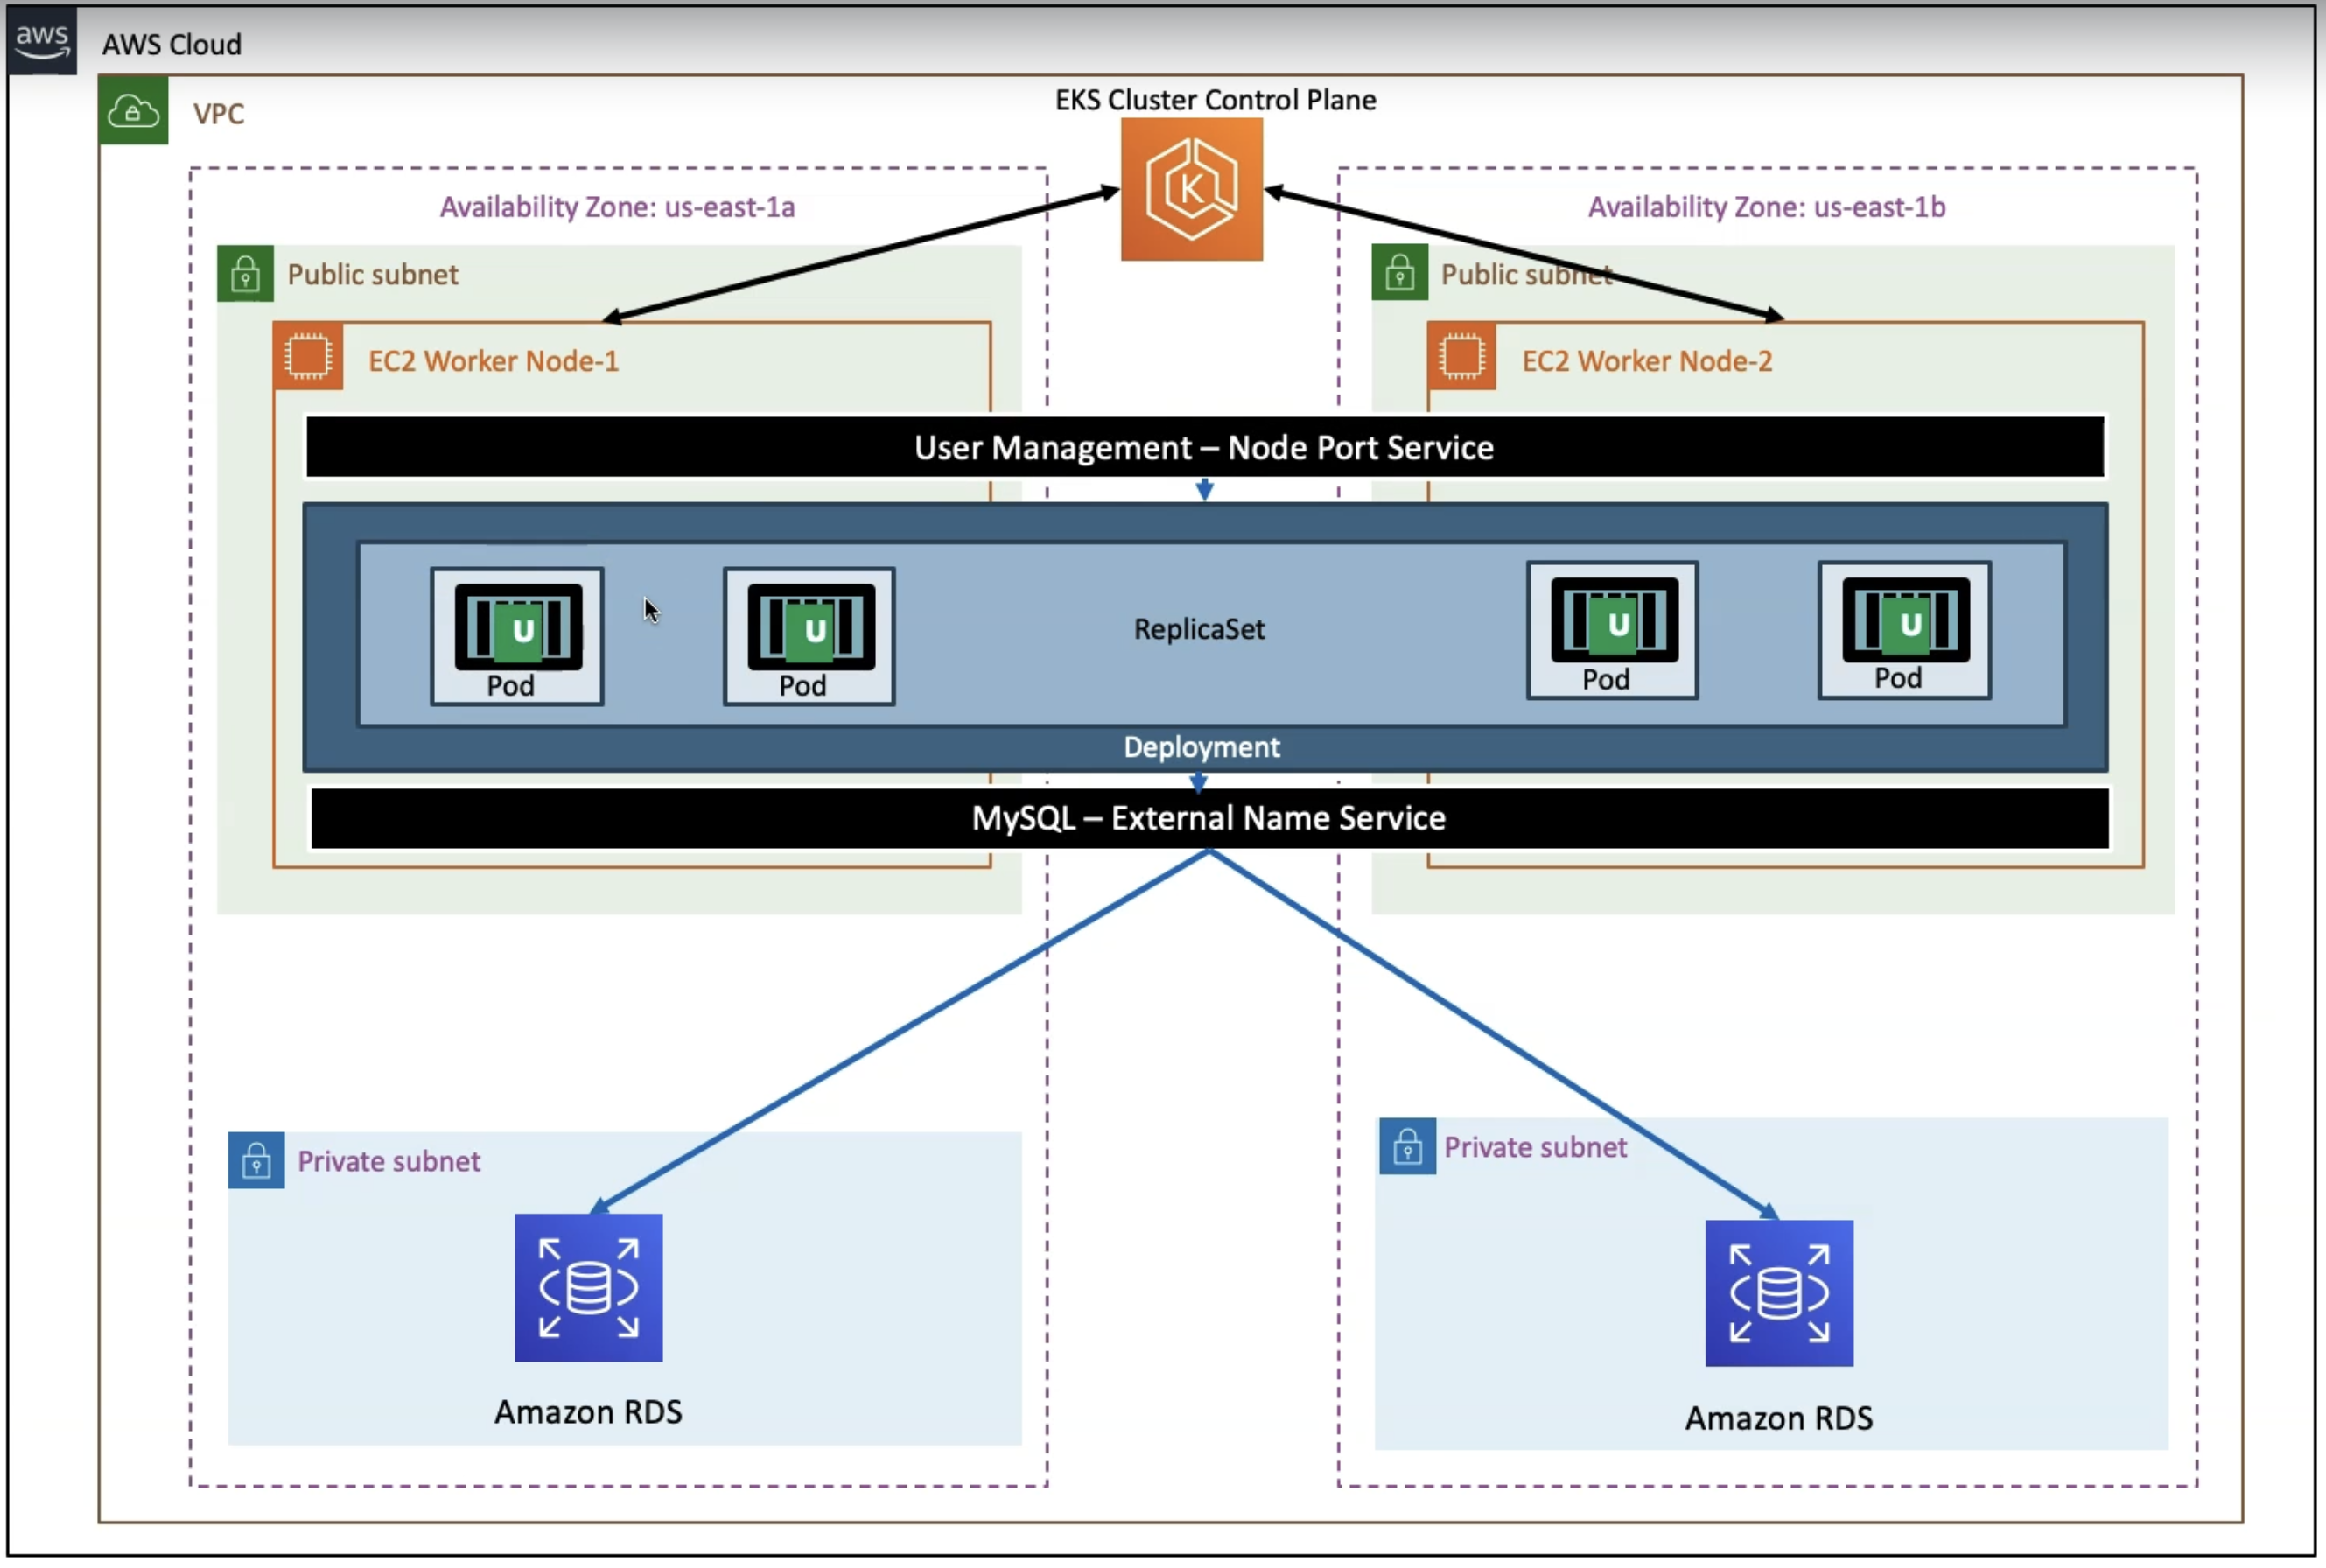 aws
AWS Cloud
VPC
EKS Cluster Control Plane
K
Availability Zone: us-east-1a
Availability Zone: us-east-1b
Public subnet
Public subnet
EC2 Worker Node-1
EC2 Worker Node-2
User Management – Node Port Service
U
U
U
U
Pod
Pod
ReplicaSet
Pod
Pod
Deployment
MySQL – External Name Service
Private subnet
Private subnet
Amazon RDS
Amazon RDS